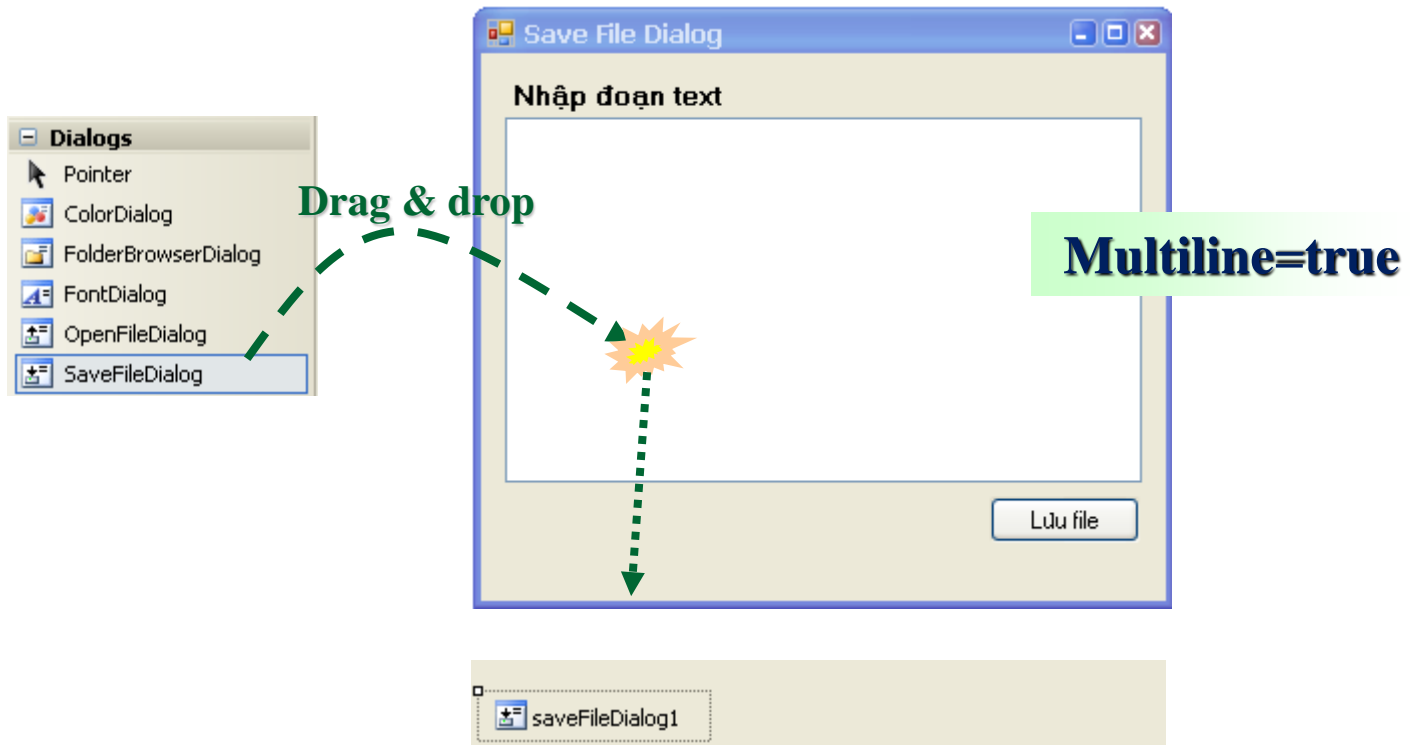 Save File Dialog
Nhập đoạn text
Dialogs
Pointer
ColorDialog
FolderBrowserDialog
FontDialog
OpenFileDialog
SaveFileDialog
Drag & drop
Multiline=true
Lưu file
saveFileDialog1